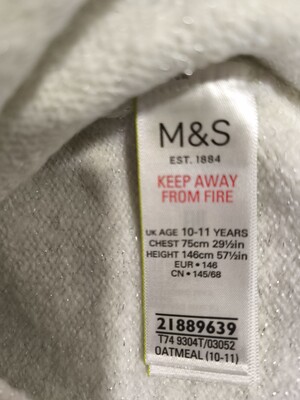 M&S
EST. 1884
KEEP AWAY
FROM FIRE
UK AGE 10-11 YEARS
CHEST 75cm 29½in
HEIGHT 146cm 57½in
EUR • 146
CN • 145/68
21889639
T74 9304T/03052
OATMEAL (10-11)